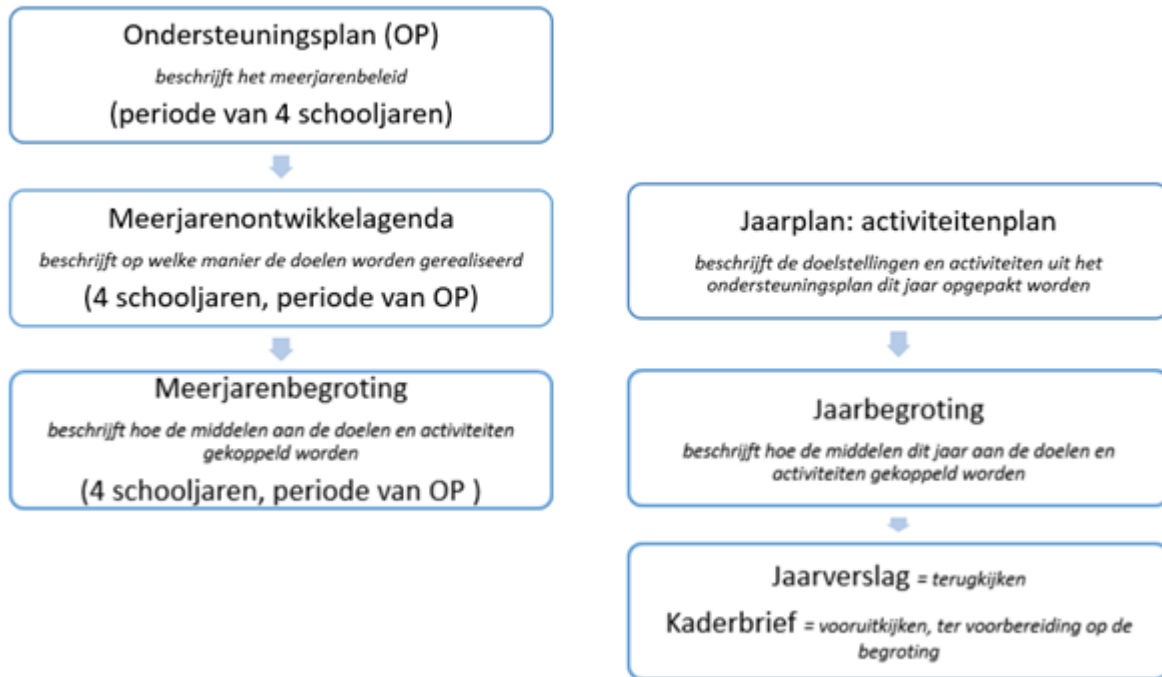 Ondersteuningsplan (OP)
beschrijft het meerjarenbeleid
(periode van 4 schooljaren)
Meerjarenontwikkelagenda
beschrijft op welke manier de doelen worden gerealiseerd
(4 schooljaren, periode van OP)
Meerjarenbegroting
beschrijft hoe de middelen aan de doelen en activiteiten
gekoppeld worden
(4 schooljaren, periode van OP )
Jaarplan: activiteitenplan
beschrijft de doelstellingen en activiteiten uit het
ondersteuningsplan dit jaar opgepakt worden
Jaarbegroting
beschrijft hoe de middelen dit jaar aan de doelen en
activiteiten gekoppeld worden
Jaarverslag = terugkijken
Kaderbrief = vooruitkijken, ter voorbereiding op de
begroting